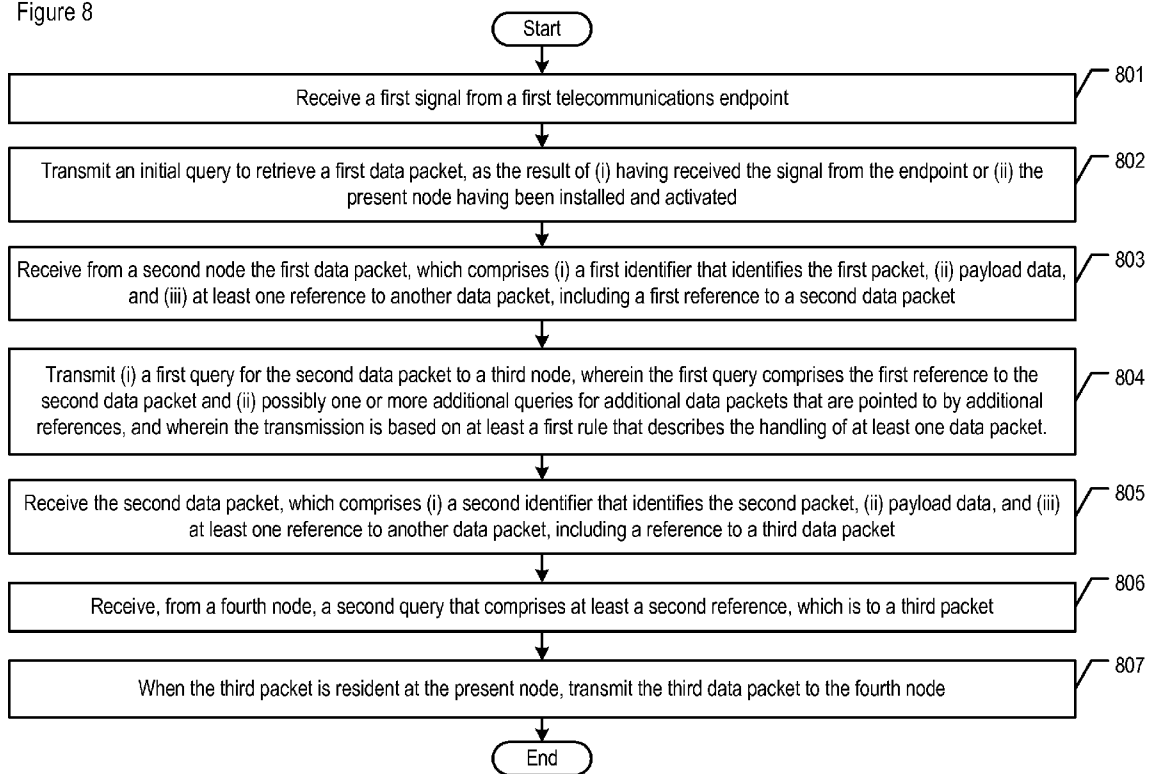 Figure 8
Start
801
Receive a first signal from a first telecommunications endpoint
802
Transmit an initial query to retrieve a first data packet, as the result of (i) having received the signal from the endpoint or (ii) the
present node having been installed and activated
803
Receive from a second node the first data packet, which comprises (i) a first identifier that identifies the first packet, (ii) payload data,
and (iii) at least one reference to another data packet, including a first reference to a second data packet
804
Transmit (i) a first query for the second data packet to a third node, wherein the first query comprises the first reference to the
second data packet and (ii) possibly one or more additional queries for additional data packets that are pointed to by additional
references, and wherein the transmission is based on at least a first rule that describes the handling of at least one data packet.
805
Receive the second data packet, which comprises (i) a second identifier that identifies the second packet, (ii) payload data, and (iii)
at least one reference to another data packet, including a reference to a third data packet
806
Receive, from a fourth node, a second query that comprises at least a second reference, which is to a third packet
807
When the third packet is resident at the present node, transmit the third data packet to the fourth node
End